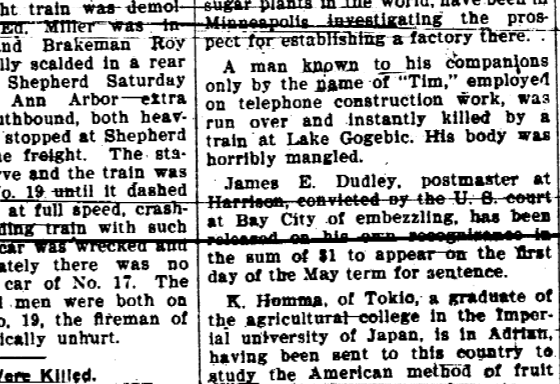 ht train was demol-
Ed. Miller was in-
nd Brakeman Roy
lly scalded in a rear
Shepherd Saturday
Ann Arbor extra
uthbound, both heav-
stopped at Shepherd
e freight. The sta-
ve and the train was
o. 19 until it dashed
at full speed, crash-
ding train with such
car was wrecked and
ately there was no
car of No. 17. The
l men were both on
o. 19, the fireman of
ically unhurt.
Were Killed.
sugar plants in the world, have been in
Minneapolis investigating the pros-
pect for establishing a factory there.
A man known to his companions
only by the name of "Tim," employed
on telephone construction work, was
run over and instantly killed by a
train at Lake Gogebic. His body was
horribly mangled.
James E. Dudley, postmaster at
Harrison, convicted by the U. S. court
at Bay City of embezzling, has been
released on his own recognizance in
the sum of $1 to appear on the first
day of the May term for sentence.
K. Homma, of Tokio, a graduate of
the agricultural college in the Imper-
ial university of Japan, is in Adrian,
having been sent to this country to
study the American method of fruit